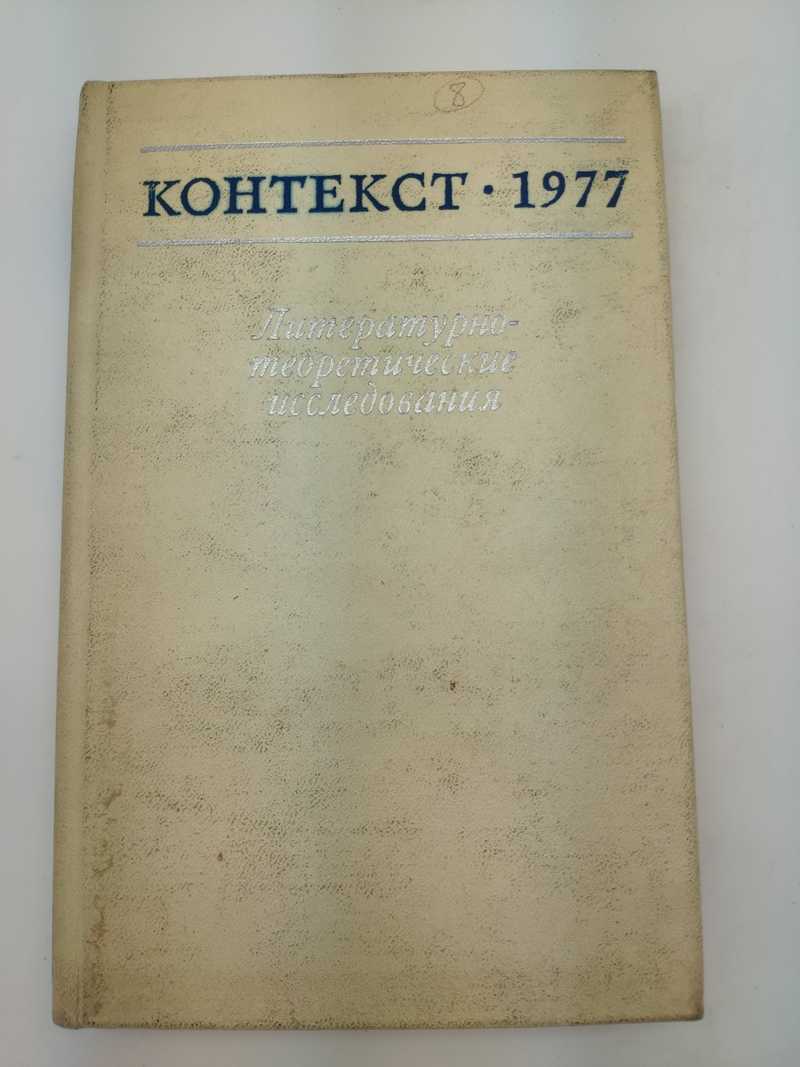 8
КОНТЕКСТ · 1977
Литературно-
теоретические
исследования